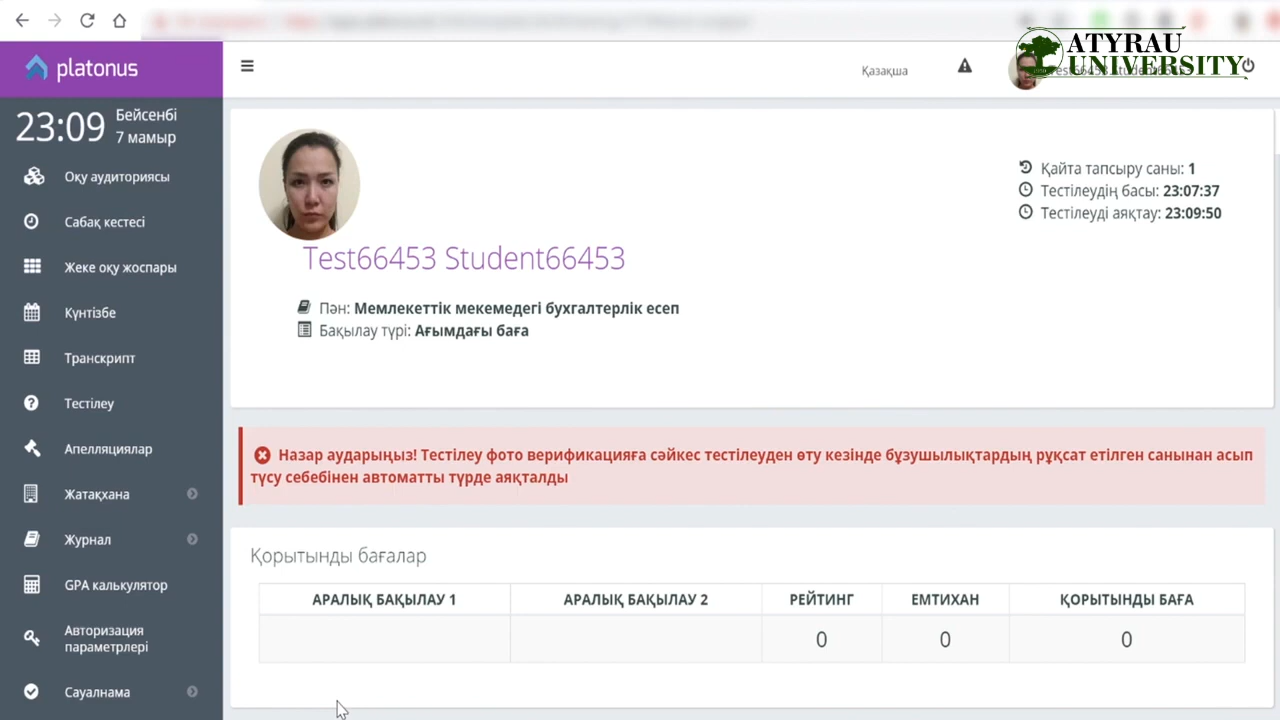 platonus
Қазақша
ATYRAU
UNIVERSITY
23:09
Бейсенбі
7 мамыр
Оқу аудиториясы
Сабақ кестесі
Жеке оқу жоспары
Күнтізбе
Транскрипт
Тестілеу
Апелляциялар
Жатақхана
Журнал
GPA калькулятор
Авторизация
параметрлері
Сауалнама
Қайта тапсыру саны: 1
Тестілеудің басы: 23:07:37
Тестілеуді аяқтау: 23:09:50
Test66453 Student66453
Пән: Мемлекеттік мекемедегі бухгалтерлік есеп
Бақылау түрі: Ағымдағы баға
Назар аударыңыз! Тестілеу фото верификацияға сәйкес тестілеуден өту кезінде бұзушылықтардың рұқсат етілген санынан асып
түсу себебінен автоматты түрде аяқталды
Қорытынды бағалар
АРАЛЫҚ БАҚЫЛАУ 1 АРАЛЫҚ БАҚЫЛАУ 2 РЕЙТИНГ ЕМТИХАН ҚОРЫТЫНДЫ БАҒА
0 0 0